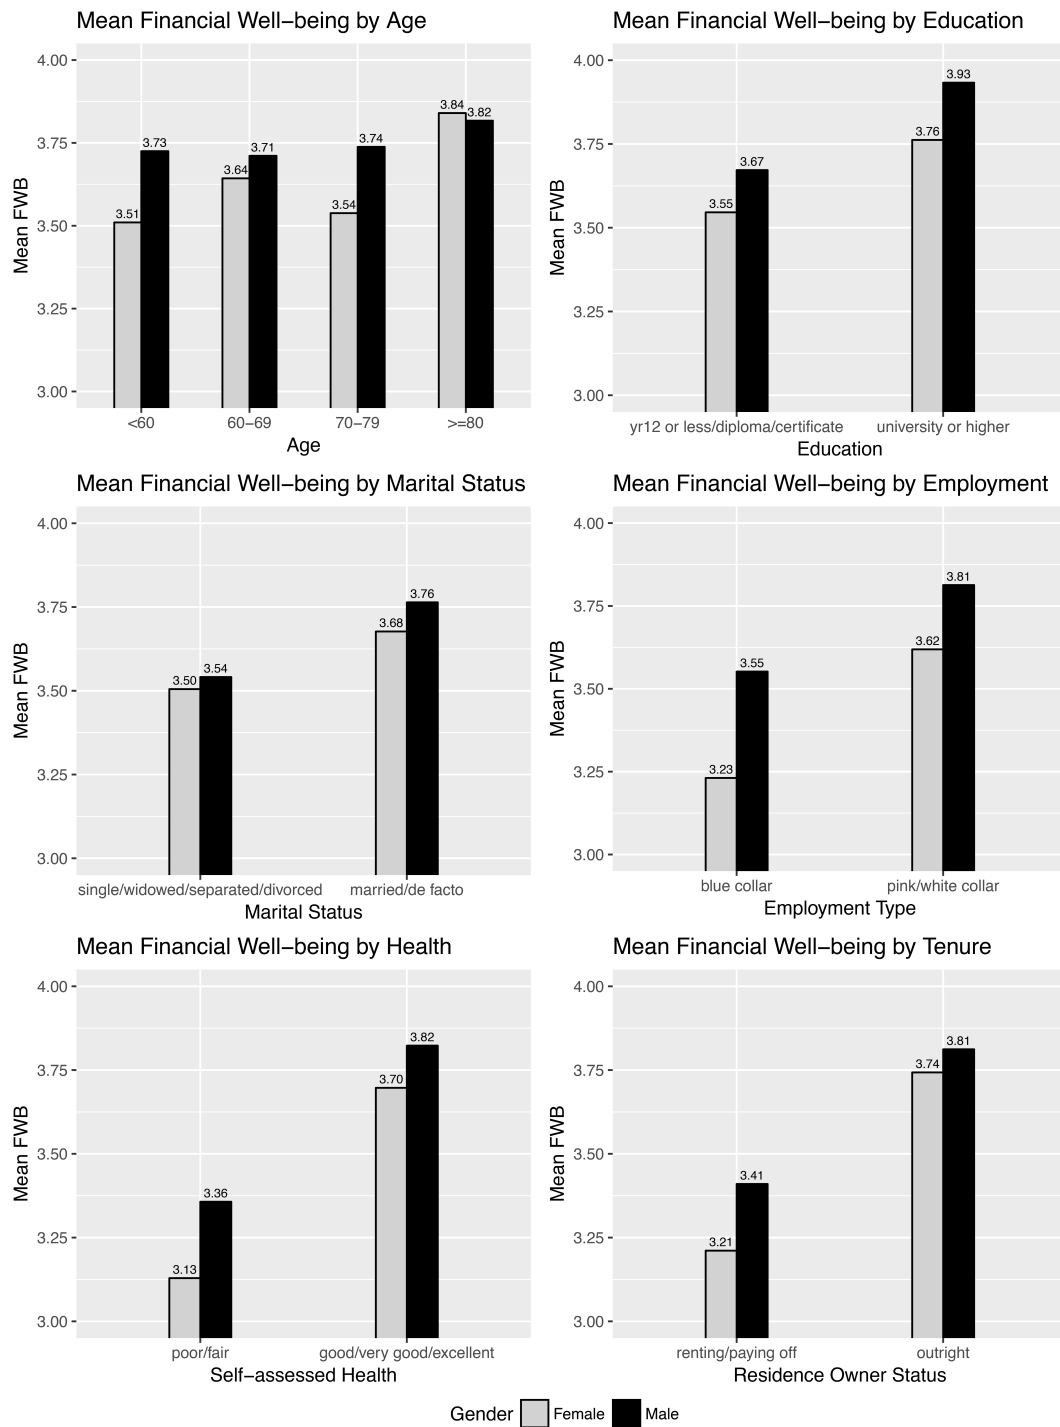 Mean Financial Well–being by Age
4.00
3.75
3.50
3.25
3.00
Mean FWB
3.51
3.73
3.64
3.71
3.54
3.74
3.84
3.82
<60
60–69
70–79
>=80
Age
Mean Financial Well–being by Education
4.00
3.75
3.50
3.25
3.00
Mean FWB
3.55
3.67
3.76
3.93
yr12 or less/diploma/certificate
university or higher
Education
Mean Financial Well–being by Marital Status
4.00
3.75
3.50
3.25
3.00
Mean FWB
3.50
3.54
3.68
3.76
single/widowed/separated/divorced
married/de facto
Marital Status
Mean Financial Well–being by Employment
4.00
3.75
3.50
3.25
3.00
Mean FWB
3.23
3.55
3.62
3.81
blue collar
pink/white collar
Employment Type
Mean Financial Well–being by Health
4.00
3.75
3.50
3.25
3.00
Mean FWB
3.13
3.36
3.70
3.82
poor/fair
good/very good/excellent
Self–assessed Health
Mean Financial Well–being by Tenure
4.00
3.75
3.50
3.25
3.00
Mean FWB
3.21
3.41
3.74
3.81
renting/paying off
outright
Residence Owner Status
Gender Female Male